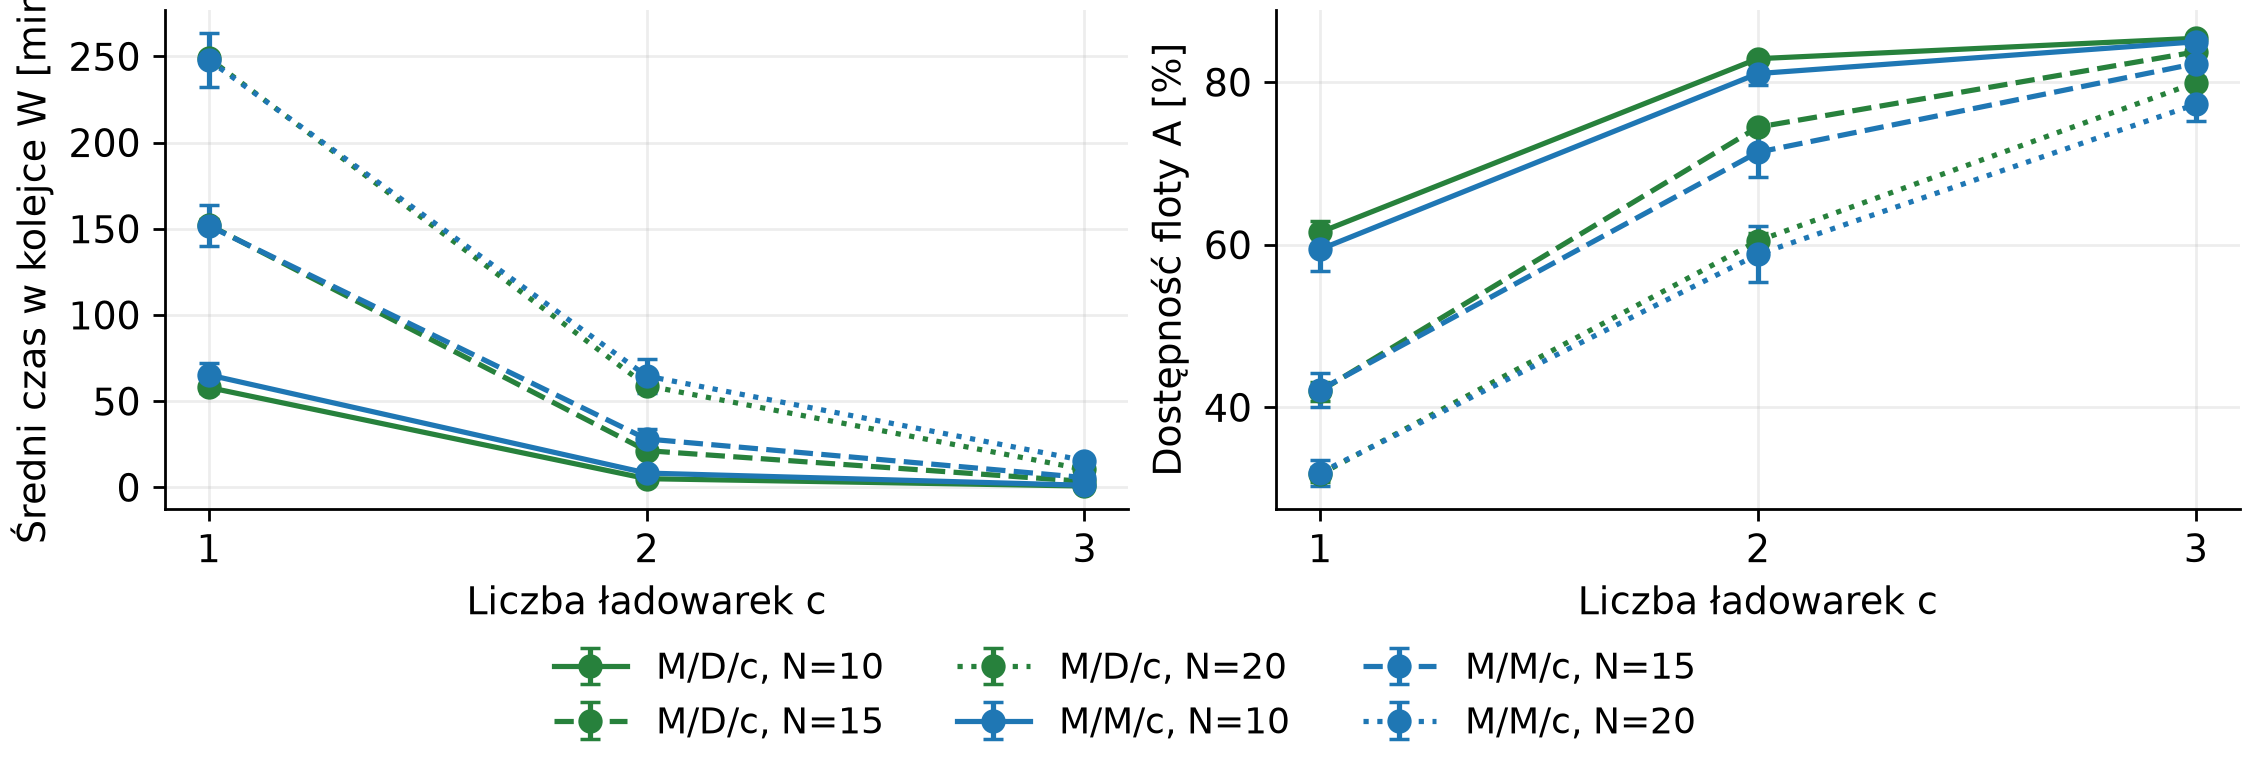 Średni czas w kolejce W [min
250
200
150
100
50
0
1 2 3
Liczba ładowarek c
Dostępność floty A [%]
80
60
40
1 2 3
Liczba ładowarek c
M/D/c, N=10 M/D/c, N=20 M/M/c, N=15
M/D/c, N=15 M/M/c, N=10 M/M/c, N=20